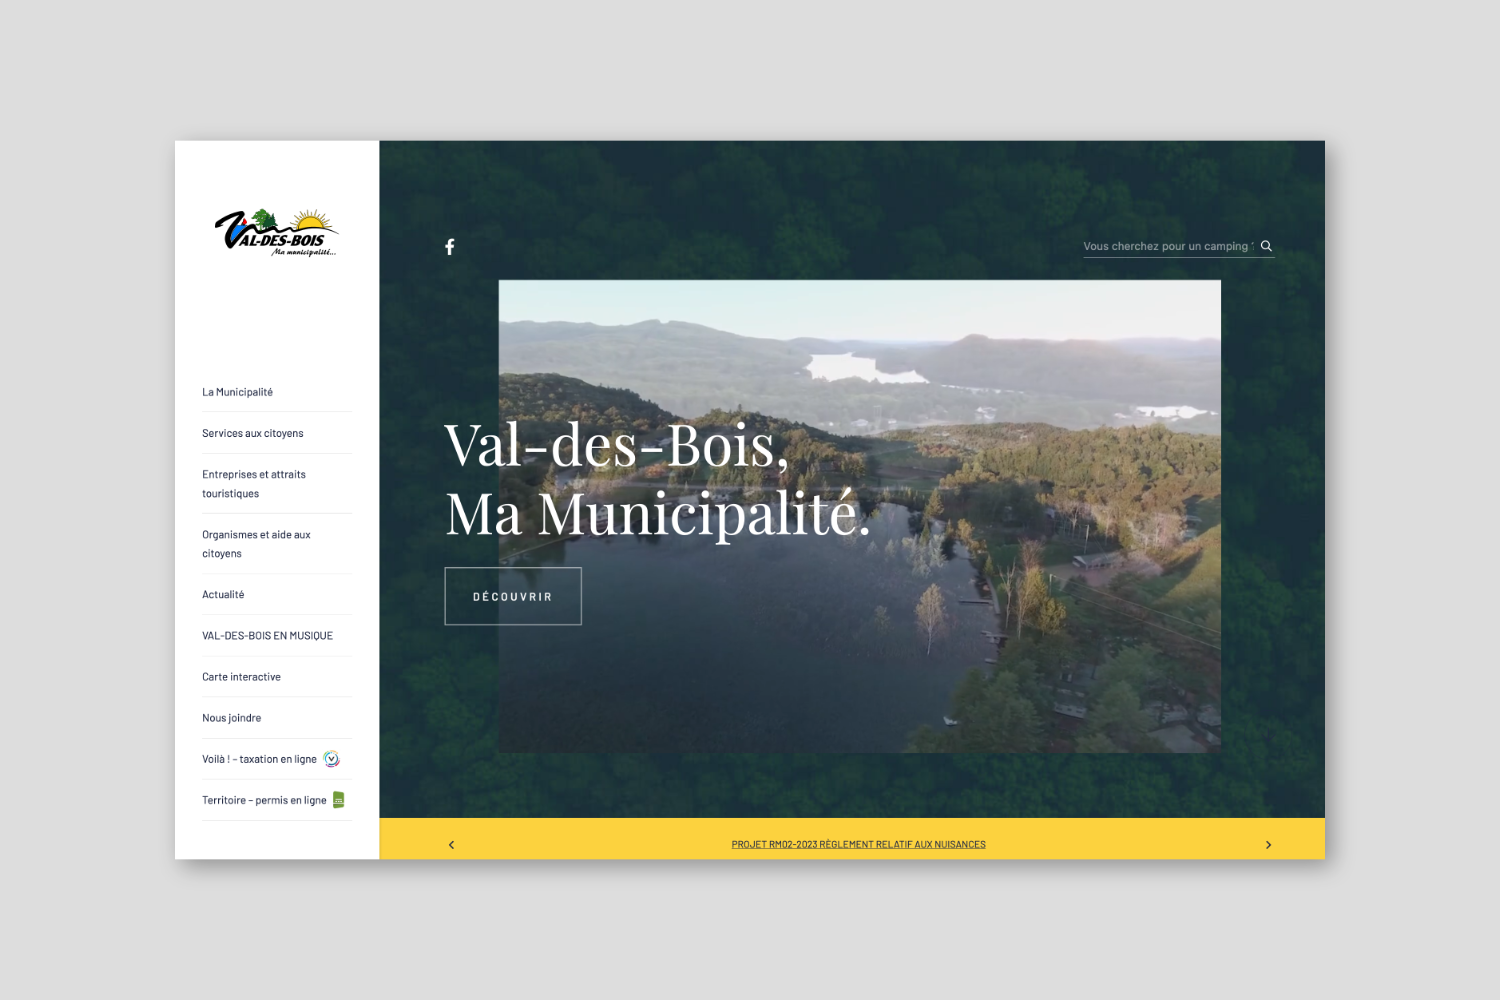 VAL-DES-BOIS
Ma municipalité...
La Municipalité
Services aux citoyens
Entreprises et attraits
touristiques
Organismes et aide aux
citoyens
Actualité
VAL-DES-BOIS EN MUSIQUE
Carte interactive
Nous joindre
Voilà ! – taxation en ligne
V
Territoire – permis en ligne
Vous cherchez pour un camping
Val-des-Bois,
Ma Municipalité.
DÉCOUVRIR
PROJET RM02-2023 RÈGLEMENT RELATIF AUX NUISANCES